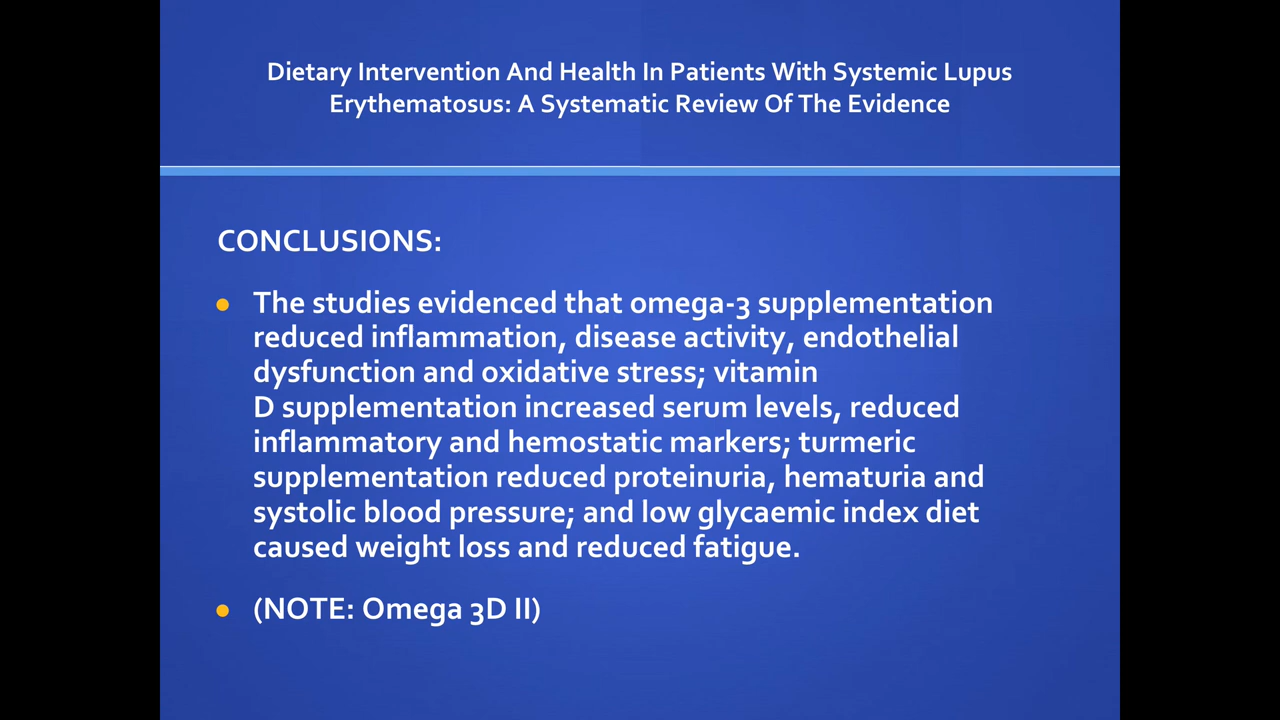 Dietary Intervention And Health In Patients With Systemic Lupus
Erythematosus: A Systematic Review Of The Evidence
CONCLUSIONS:
The studies evidenced that omega-3 supplementation
reduced inflammation, disease activity, endothelial
dysfunction and oxidative stress; vitamin
D supplementation increased serum levels, reduced
inflammatory and hemostatic markers; turmeric
supplementation reduced proteinuria, hematuria and
systolic blood pressure; and low glycaemic index diet
caused weight loss and reduced fatigue.
(NOTE: Omega 3D II)